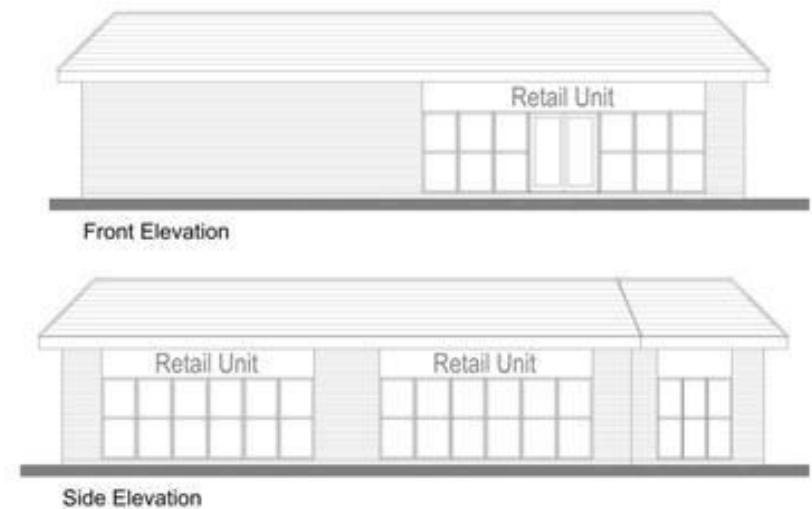 Retail Unit
Front Elevation
Retail Unit Retail Unit
Side Elevation